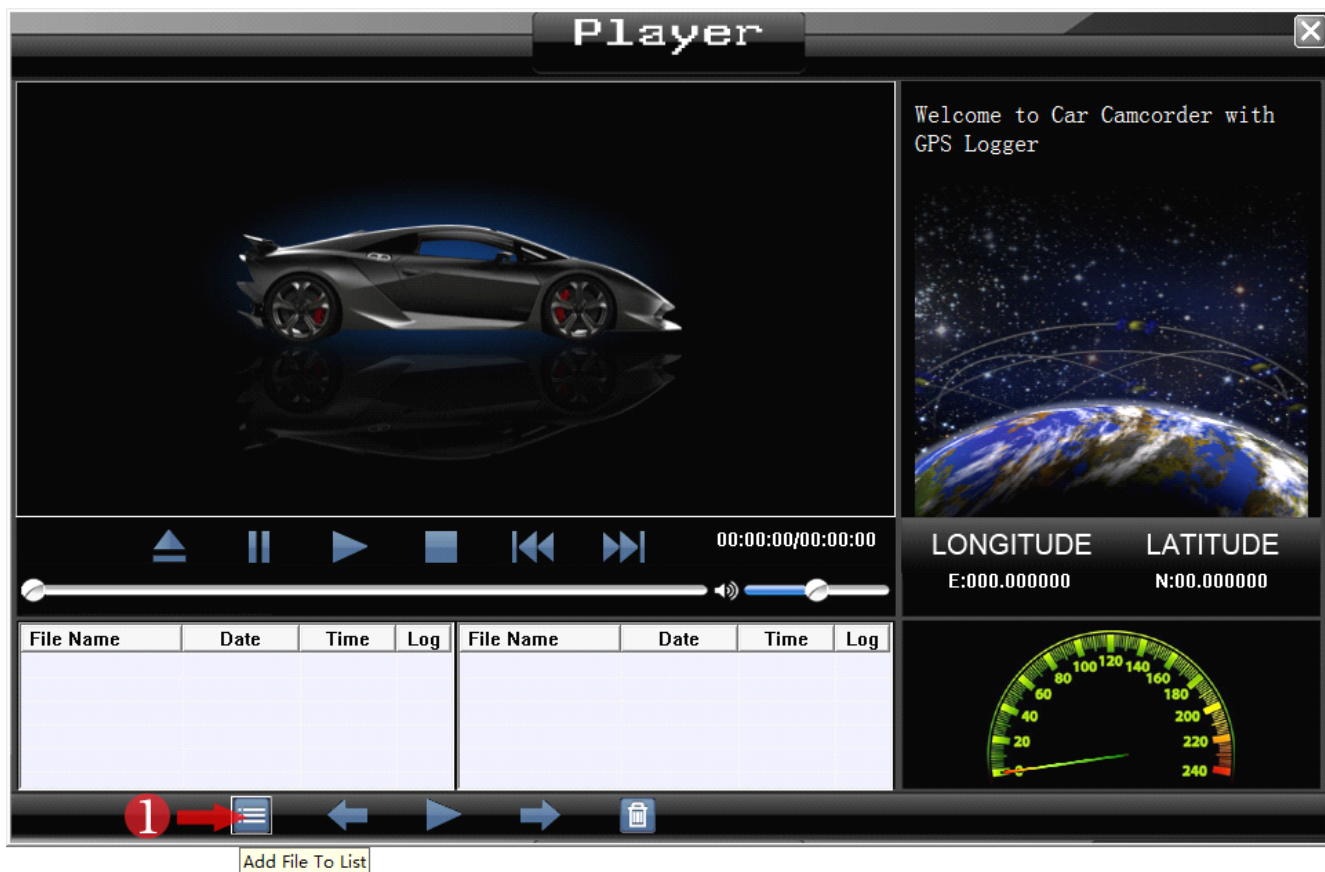 Player
Welcome to Car Camcorder with
GPS Logger
00:00:00/00:00:00
LONGITUDE LATITUDE
E:000.000000 N:00.000000
File Name Date Time Log File Name Date Time Log
0 20 40 60 80 100 120 140 160 180 200 220 240
1
Add File To List